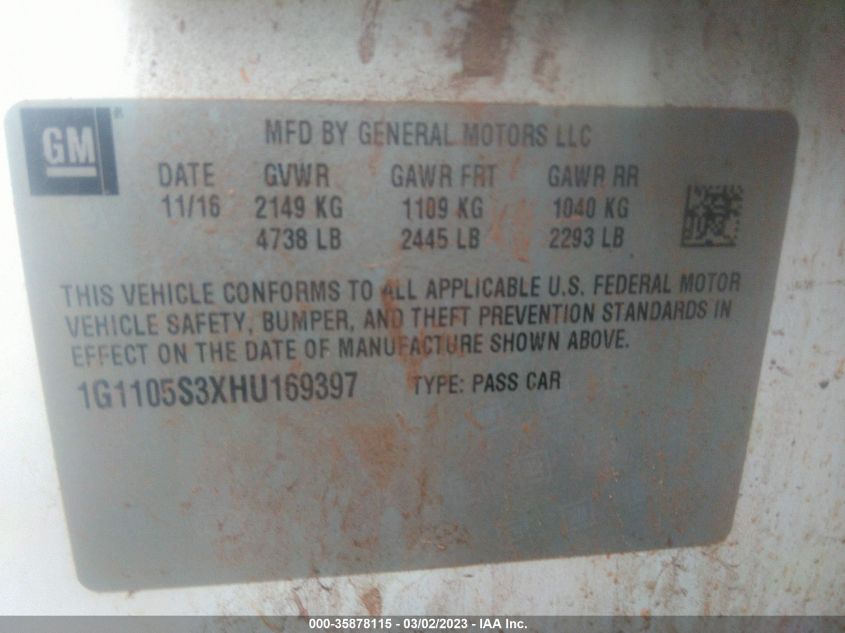 GM
MFD BY GENERAL MOTORS LLC
DATE GVWR GAWR FRT GAWR RR
11/16 2149 KG 1109 KG 1040 KG
4738 LB 2445 LB 2293 LB
THIS VEHICLE CONFORMS TO ALL APPLICABLE U.S. FEDERAL MOTOR
VEHICLE SAFETY, BUMPER, AND THEFT PREVENTION STANDARDS IN
EFFECT ON THE DATE OF MANUFACTURE SHOWN ABOVE.
1G1105S3XHU169397 TYPE: PASS CAR
000-35878115 - 03/02/2023 - IAA Inc.